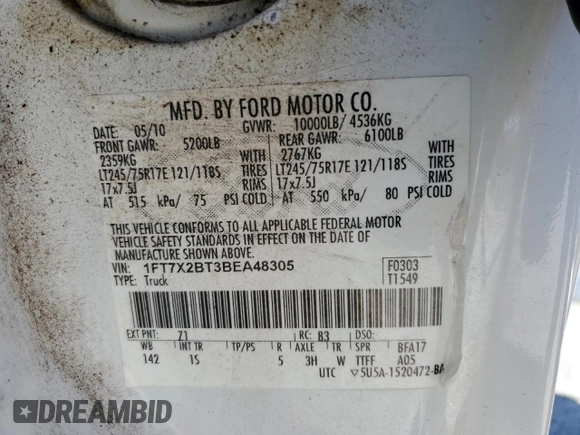 MFD. BY FORD MOTOR CO.
DATE: 05/10 GVWR: 10000LB/ 4536KG
FRONT GAWR: 5200LB REAR GAWR: 6100LB
2359KG WITH 2767KG WITH
LT245/75R17E 121/118S TIRES LT245/75R17E 121/118S TIRES
17x7.5J RIMS 17x7.5J RIMS
AT 515 kPa/ 75 PSI COLD AT 550 kPa/ 80 PSI COLD
THIS VEHICLE CONFORMS TO ALL APPLICABLE FEDERAL MOTOR
VEHICLE SAFETY STANDARDS IN EFFECT ON THE DATE OF
MANUFACTURE SHOWN ABOVE.
VIN: 1FT7X2BT3BEA48305 F0303
TYPE: Truck T1549
EXT PNT: Z1 RC: 83 DSO:
WB INT TR TP/PS R AXLE TR SPR BFA17
142 1S 5 3H W TTFF A05
UTC ▽5U5A-1520472-BA
DREAMBID